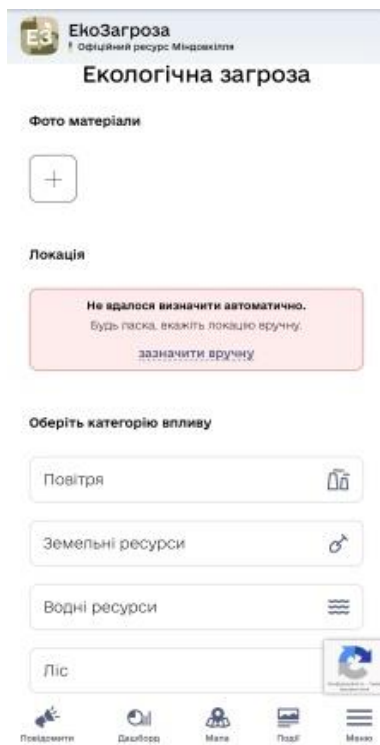 ЕЗ
ЕкоЗагроза
Офіційний ресурс Міндовкілля
Екологічна загроза
Фото матеріали
Локація
Не вдалося визначити автоматично.
Будь ласка, вкажіть локацію вручну.
зазначити вручну
Оберіть категорію впливу
Повітря
Земельні ресурси
Водні ресурси
Ліс
Повідомити
Дашборд
Мапа
Події
Меню